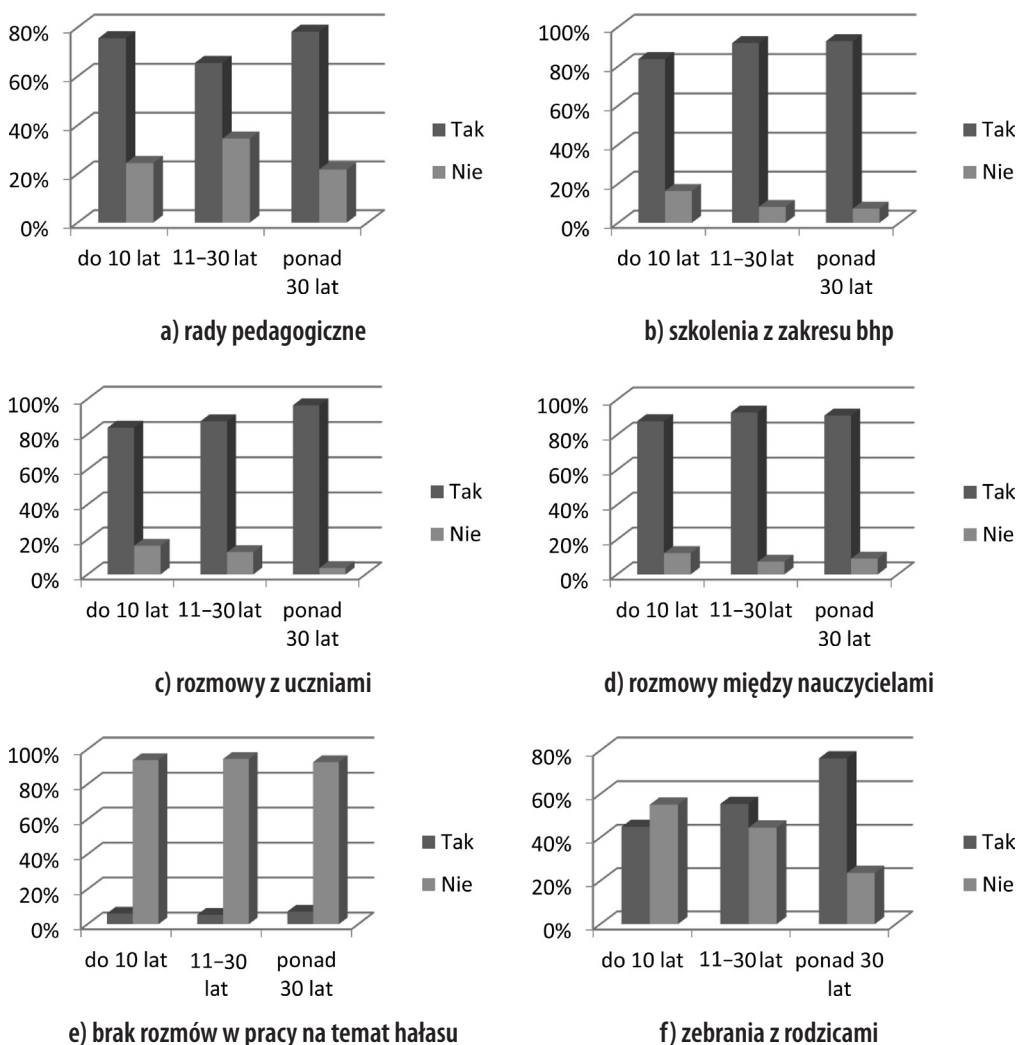 80%
60%
40%
20%
0%
Tak
Nie
do 10 lat 11–30 lat ponad
30 lat
a) rady pedagogiczne
100%
80%
60%
40%
20%
0%
Tak
Nie
do 10 lat 11–30 lat ponad
30 lat
b) szkolenia z zakresu bhp
100%
80%
60%
40%
20%
0%
Tak
Nie
do 10 lat 11–30 lat ponad
30 lat
c) rozmowy z uczniami
100%
80%
60%
40%
20%
0%
Tak
Nie
do 10 lat 11–30 lat ponad
30 lat
d) rozmowy między nauczycielami
100%
80%
60%
40%
20%
0%
Tak
Nie
do 10 lat 11–30 ponad
lat 30 lat
e) brak rozmów w pracy na temat hałasu
80%
60%
40%
20%
0%
Tak
Nie
do 10 lat 11–30 lat ponad 30
lat
f) zebrania z rodzicami